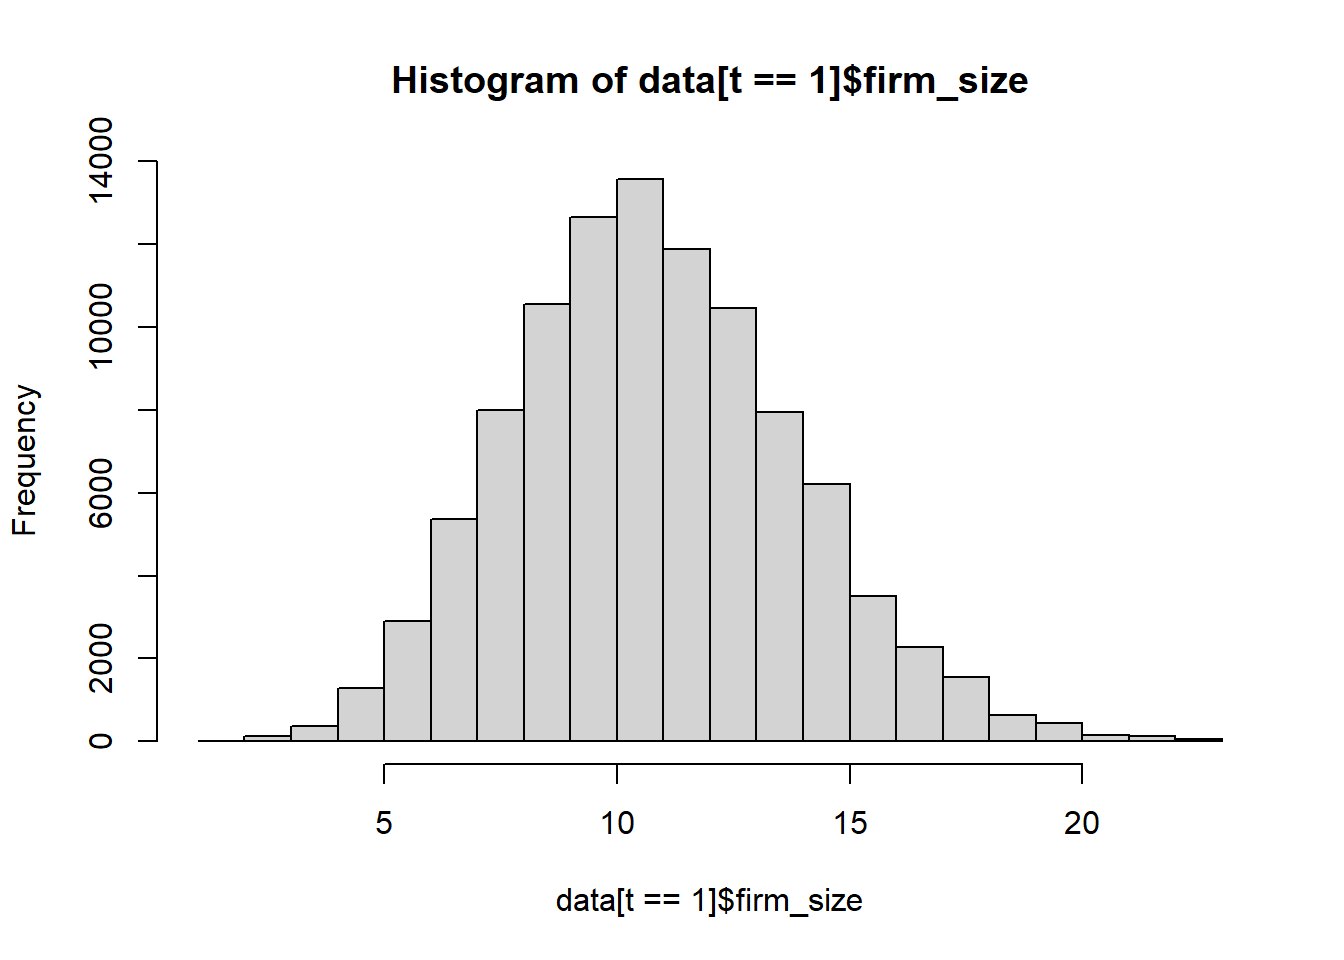 Histogram of data[t == 1]$firm_size
Frequency
14000
10000
6000
2000
0
5 10 15 20
data[t == 1]$firm_size